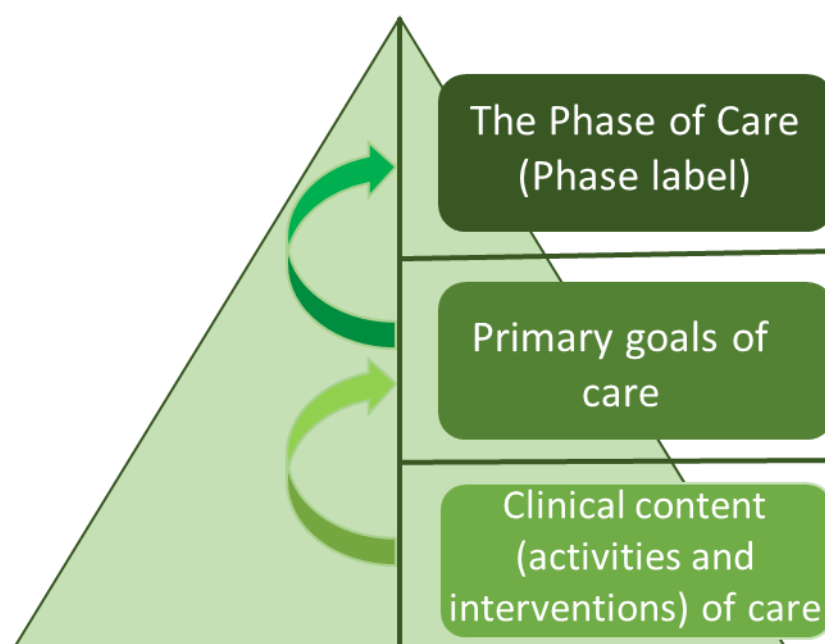 The Phase of Care
(Phase label)
Primary goals of
care
Clinical content
(activities and
interventions) of care